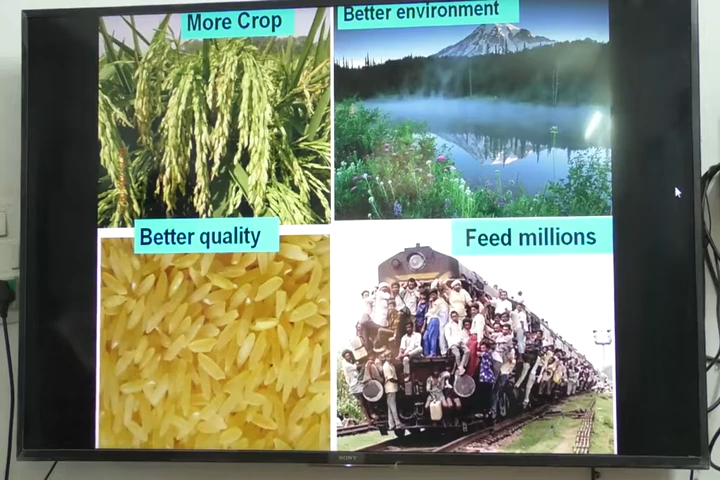 More Crop
Better environment
Better quality
Feed millions
SONY